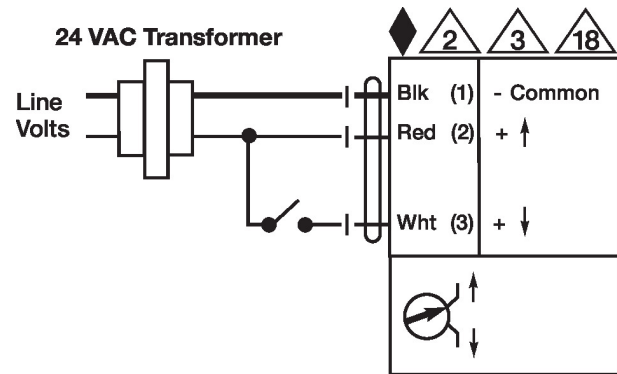 24 VAC Transformer
2 3 18
Line
Volts
Blk (1) - Common
Red (2) + ↑
Wht (3) + ↓